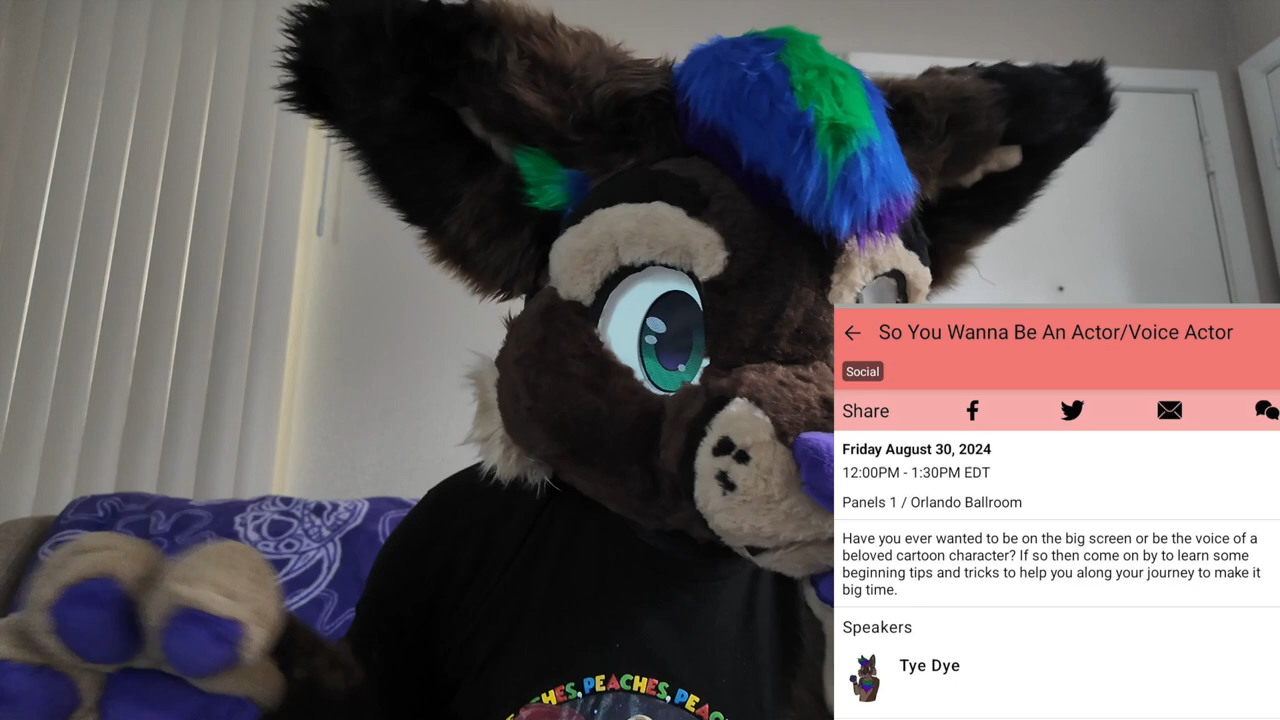 So You Wanna Be An Actor/Voice Actor
Social
Share
Friday August 30, 2024
12:00PM - 1:30PM EDT
Panels 1 / Orlando Ballroom
Have you ever wanted to be on the big screen or be the voice of a
beloved cartoon character? If so then come on by to learn some
beginning tips and tricks to help you along your journey to make it
big time.
Speakers
Tye Dye
PEACHES,